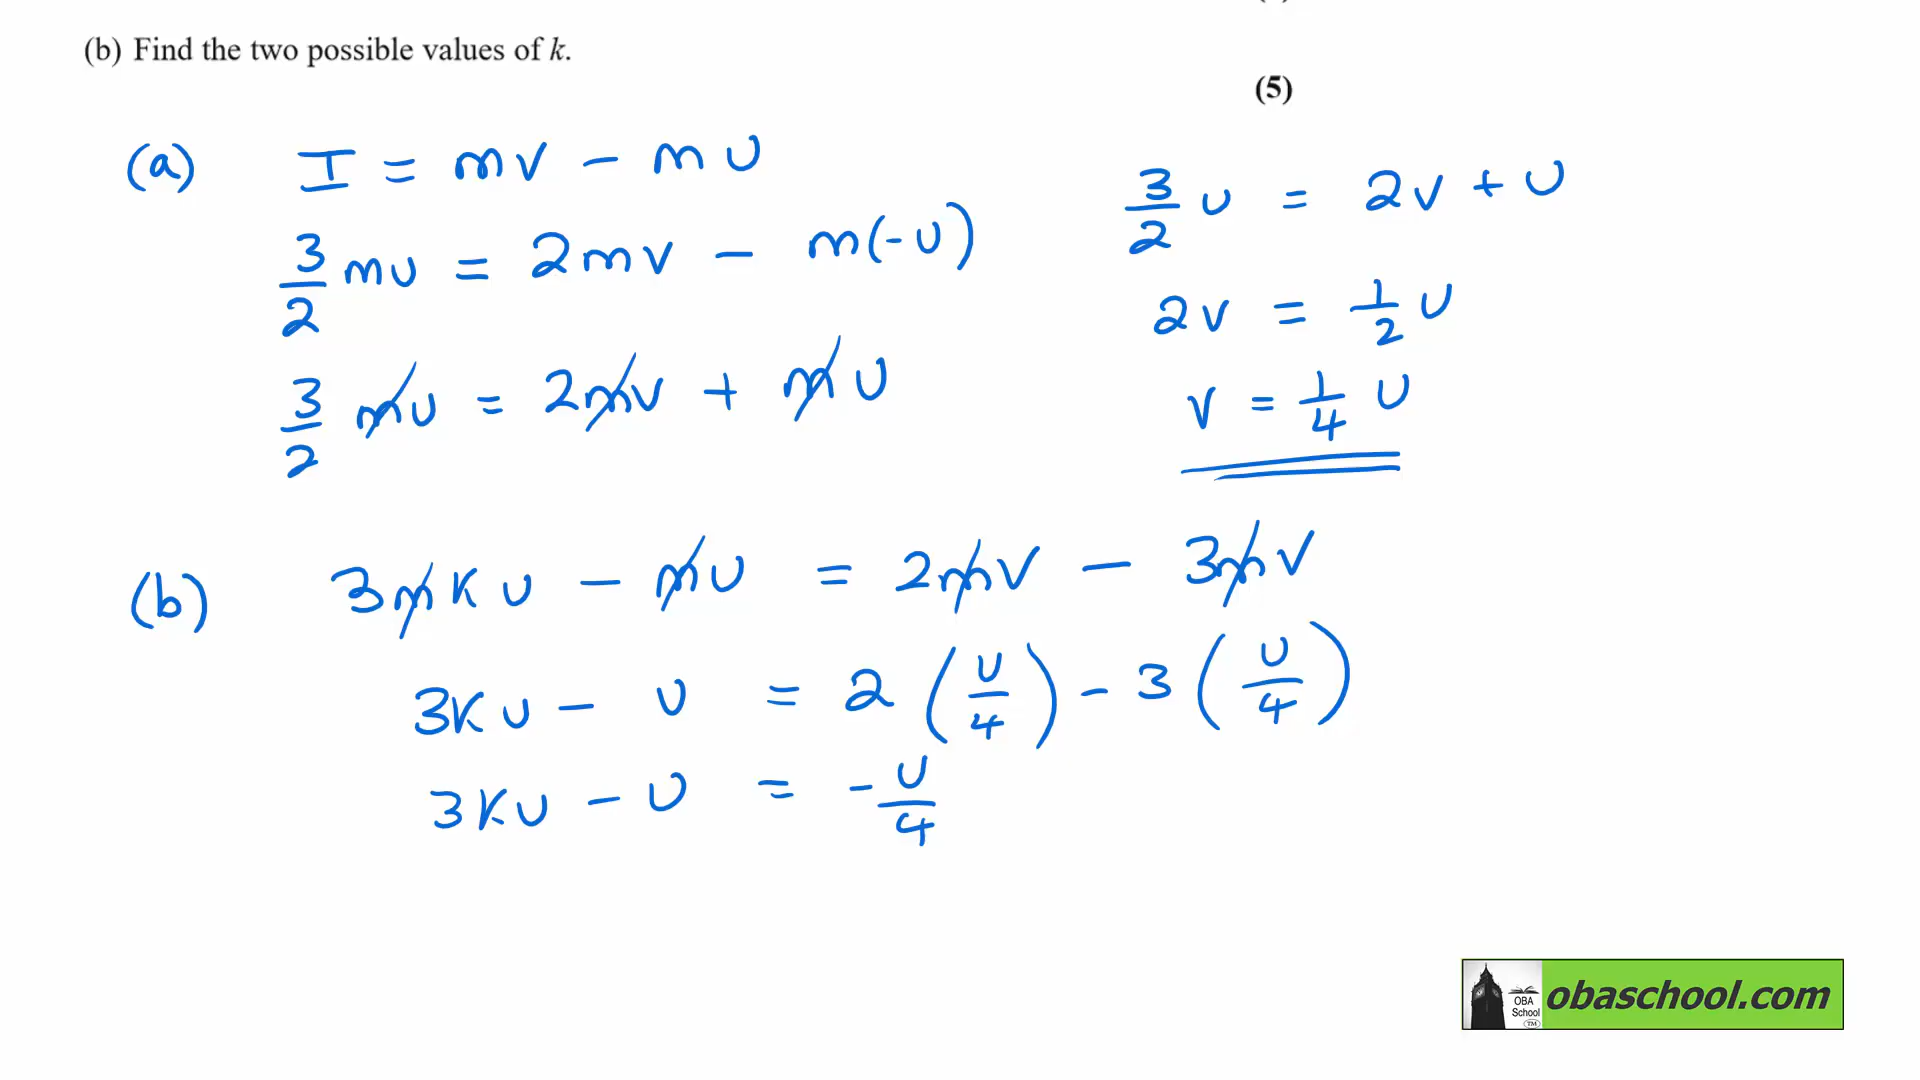 (b) Find the two possible values of k.
(5)
(a) I = mv - mu
3/2 mu = 2mv - m(-u)
3/2 mu = 2mv + mu
3/2 u = 2v + u
2v = 1/2 u
v = 1/4 u
(b) 3mku - mu = 2mv - 3mv
3ku - u = 2(u/4) - 3(u/4)
3ku - u = -u/4
OBA
School
TM
obaschool.com